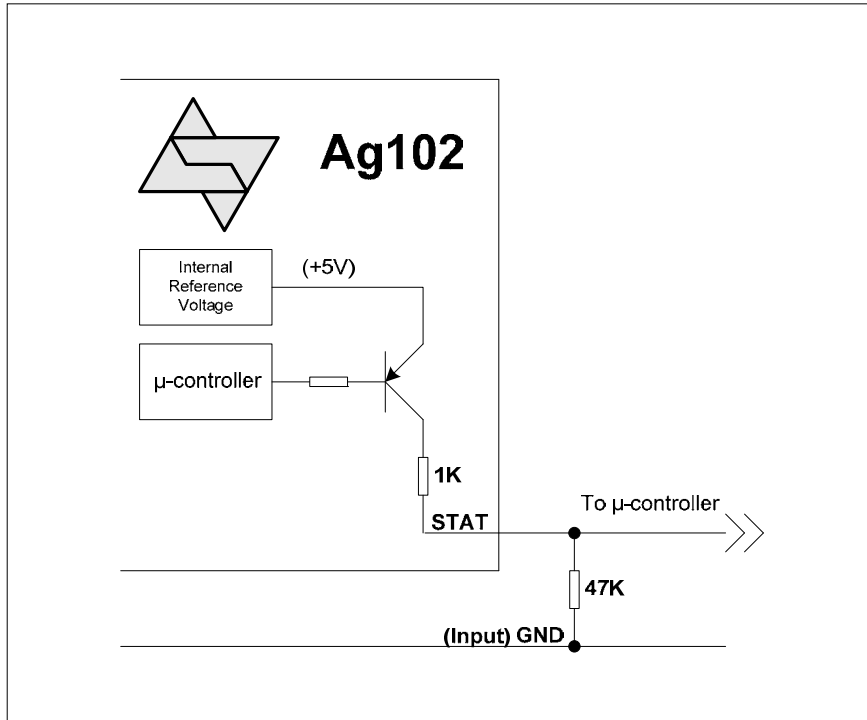 Ag102
Internal
Reference
Voltage
(+5V)
µ-controller
1K
STAT
To µ-controller
47K
(Input) GND